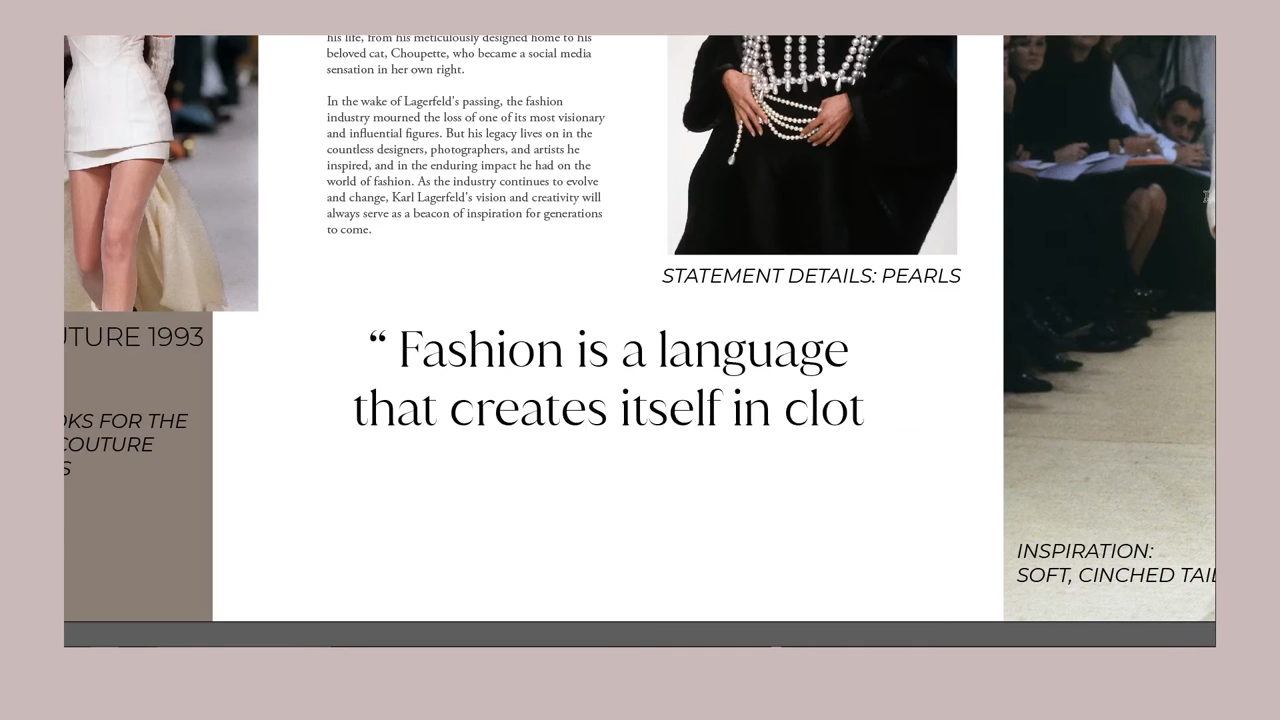 his life, from his meticulously designed home to his
beloved cat, Choupette, who became a social media
sensation in her own right.
In the wake of Lagerfeld's passing, the fashion
industry mourned the loss of one of its most visionary
and influential figures. But his legacy lives on in the
countless designers, photographers, and artists he
inspired, and in the enduring impact he had on the
world of fashion. As the industry continues to evolve
and change, Karl Lagerfeld's vision and creativity will
always serve as a beacon of inspiration for generations
to come.
STATEMENT DETAILS: PEARLS
“ Fashion is a language
that creates itself in clot
UTURE 1993
OKS FOR THE
COUTURE
S
INSPIRATION:
SOFT, CINCHED TAIL